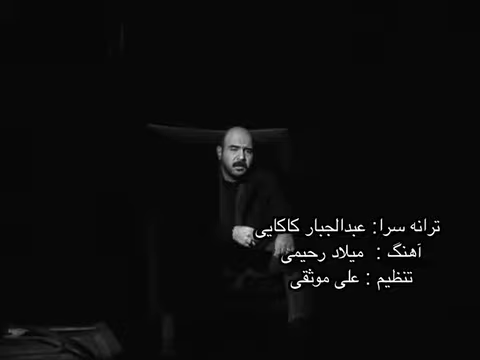 ترانه سرا: عبدالجبار کاکایی
آهنگ : میلاد رحیمی
تنظیم : علی موثقی